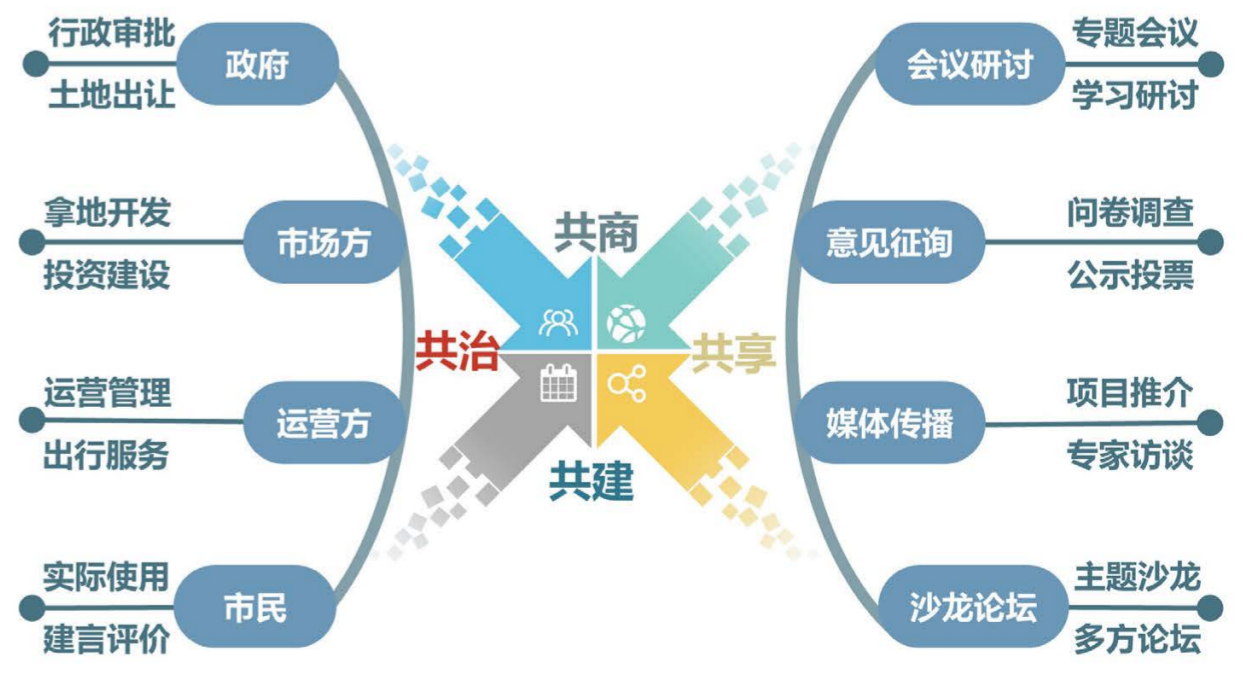 行政审批
政府
土地出让
拿地开发
市场方
投资建设
运营管理
运营方
出行服务
实际使用
市民
建言评价
共商
共治
共享
共建
专题会议
会议研讨
学习研讨
问卷调查
意见征询
公示投票
项目推介
媒体传播
专家访谈
主题沙龙
沙龙论坛
多方论坛